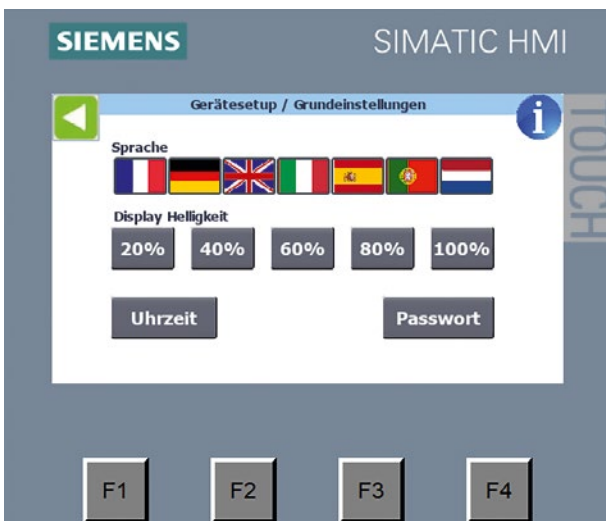 SIEMENS
SIMATIC HMI
TOUCH
Gerätesetup / Grundeinstellungen
i
Sprache
Display Helligkeit
20% 40% 60% 80% 100%
Uhrzeit Passwort
F1 F2 F3 F4